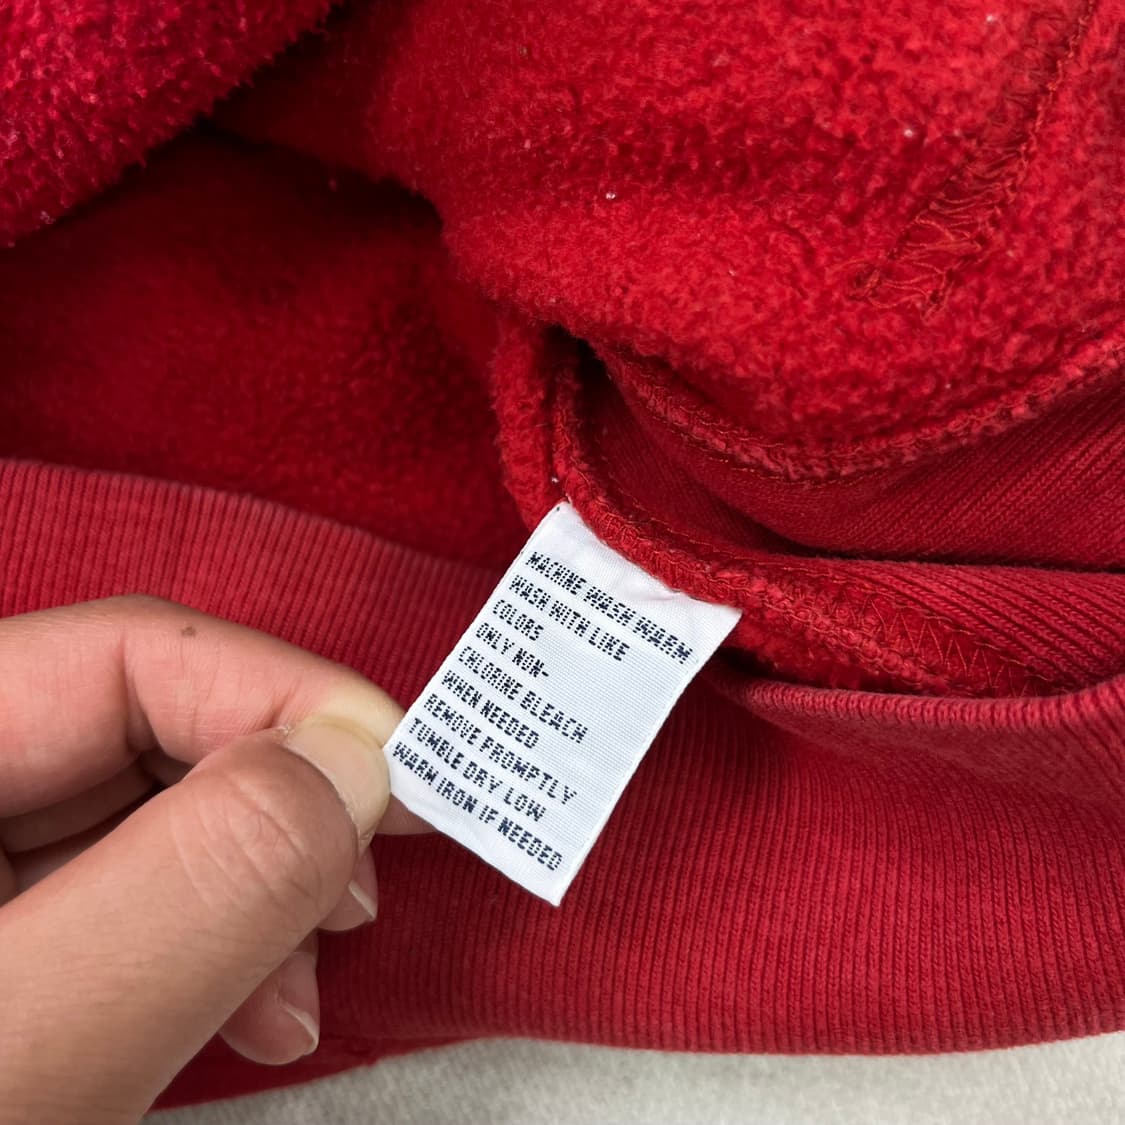 MACHINE WASH WARM
WASH WITH LIKE
COLORS
ONLY NON-
CHLORINE BLEACH
WHEN NEEDED
REMOVE PROMPTLY
TUMBLE DRY LOW
WARM IRON IF NEEDED